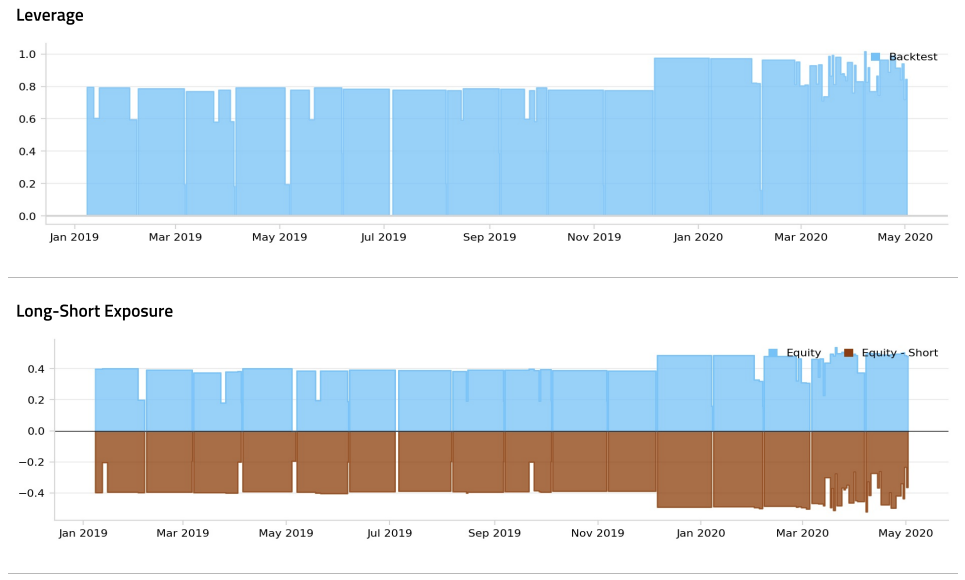 Leverage
1.0
Backtest
0.8
0.6
0.4
0.2
0.0
Jan 2019 Mar 2019 May 2019 Jul 2019 Sep 2019 Nov 2019 Jan 2020 Mar 2020 May 2020
Long-Short Exposure
Equity Equity - Short
0.4
0.2
0.0
−0.2
−0.4
Jan 2019 Mar 2019 May 2019 Jul 2019 Sep 2019 Nov 2019 Jan 2020 Mar 2020 May 2020